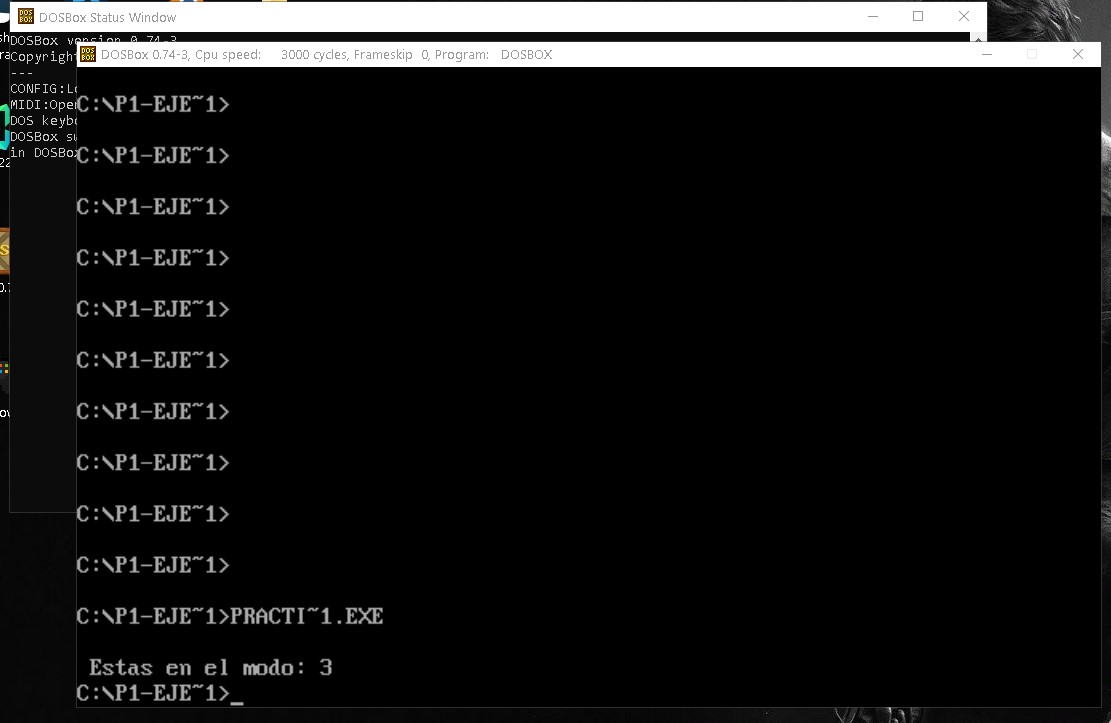 DOSBox Status Window
DOSBox version 0.74-3
Copyright
---
CONFIG:Lo
MIDI:Open
DOS keybo
DOSBox su
in DOSBox
DOSBox 0.74-3, Cpu speed: 3000 cycles, Frameskip 0, Program: DOSBOX
C:\P1-EJE~1>
C:\P1-EJE~1>
C:\P1-EJE~1>
C:\P1-EJE~1>
C:\P1-EJE~1>
C:\P1-EJE~1>
C:\P1-EJE~1>
C:\P1-EJE~1>
C:\P1-EJE~1>
C:\P1-EJE~1>
C:\P1-EJE~1>PRACTI~1.EXE
Estas en el modo: 3
C:\P1-EJE~1>_